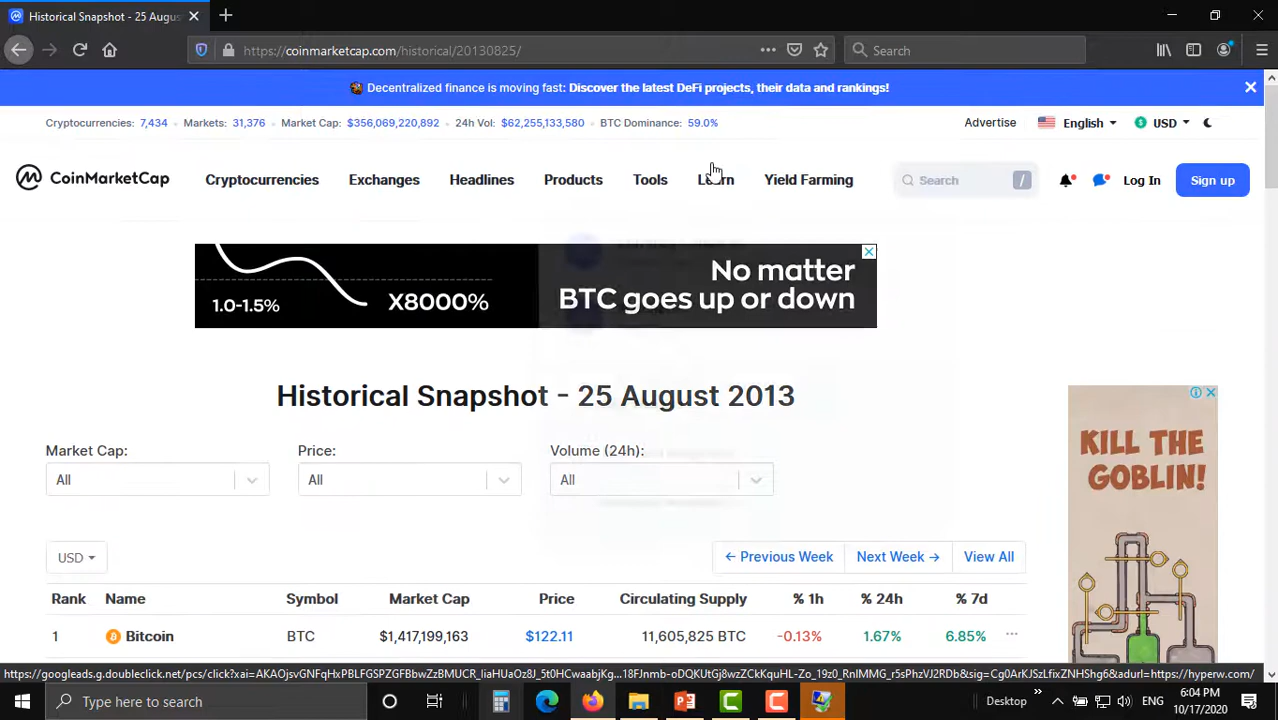 Historical Snapshot - 25 Augus
https://coinmarketcap.com/historical/20130825/
Search
Decentralized finance is moving fast: Discover the latest DeFi projects, their data and rankings!
Cryptocurrencies: 7,434 • Markets: 31,376 • Market Cap: $356,069,220,892 • 24h Vol: $62,255,133,580 • BTC Dominance: 59.0%
Advertise English USD
CoinMarketCap Cryptocurrencies Exchanges Headlines Products Tools Learn Yield Farming Search / Log In Sign up
No matter
BTC goes up or down
1.0-1.5% X8000%
Historical Snapshot - 25 August 2013
Market Cap: Price: Volume (24h):
All All All
KILL THE
GOBLIN!
USD ← Previous Week Next Week → View All
Rank Name Symbol Market Cap Price Circulating Supply % 1h % 24h % 7d
1 Bitcoin BTC $1,417,199,163 $122.11 11,605,825 BTC -0.13% 1.67% 6.85% ...
Type here to search
Desktop
6:04 PM
10/17/2020